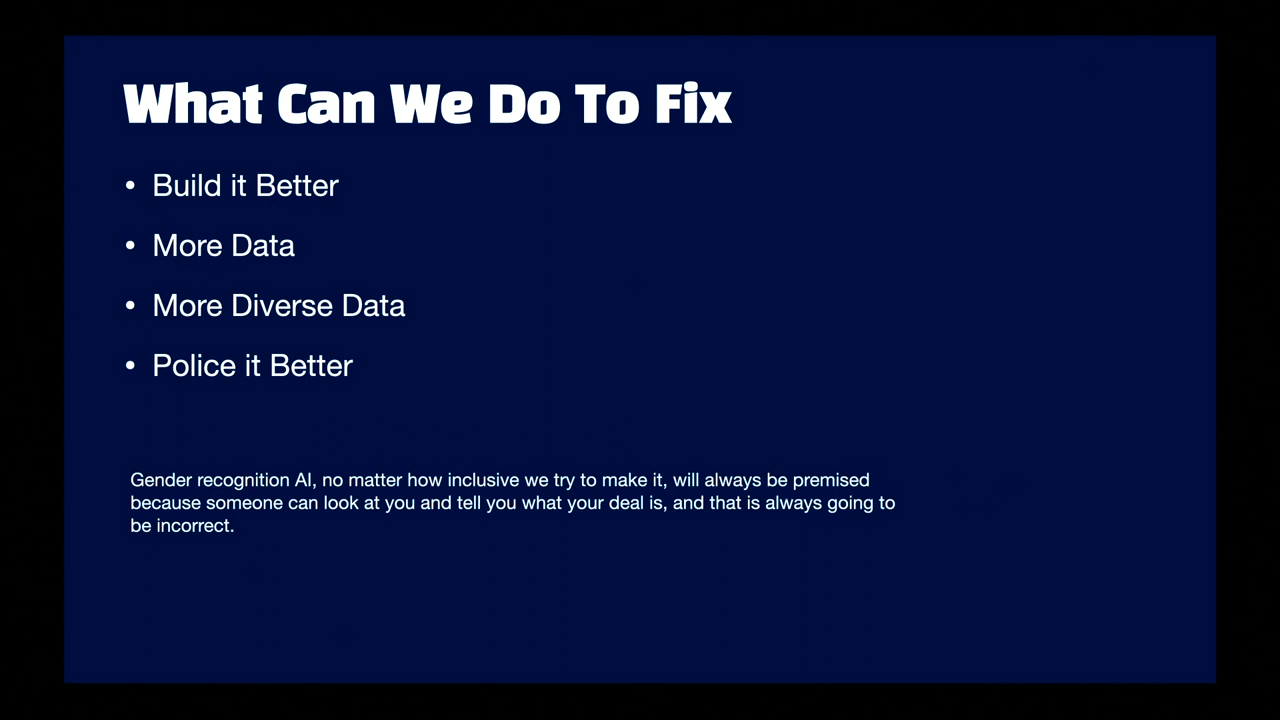 What Can We Do To Fix
• Build it Better
• More Data
• More Diverse Data
• Police it Better
Gender recognition AI, no matter how inclusive we try to make it, will always be premised
because someone can look at you and tell you what your deal is, and that is always going to
be incorrect.